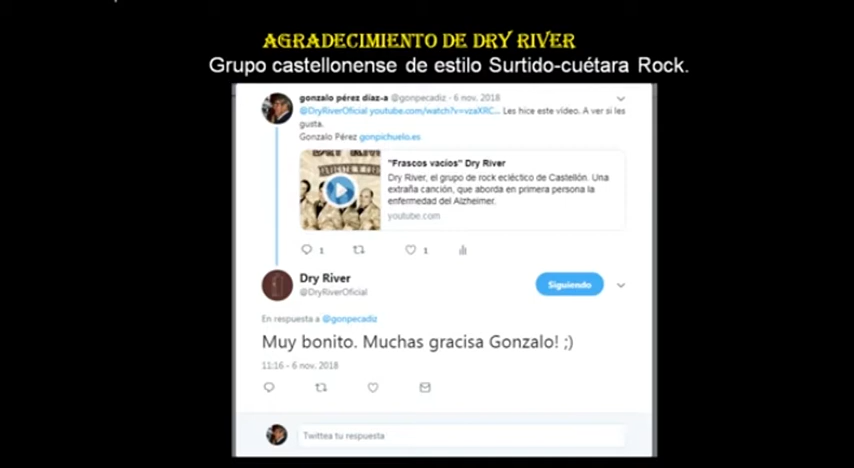 AGRADECIMIENTO DE DRY RIVER
Grupo castellonense de estilo Surtido-cuétara Rock.
gonzalo pérez díaz-a @gonpecadiz · 6 nov. 2018
@DryRiverOficial youtube.com/watch?v=vzaXRC... Les hice este vídeo. A ver si les
gusta.
Gonzalo Pérez gonpichuelo.es
"Frascos vacios" Dry River
Dry River, el grupo de rock ecléctico de Castellón. Una
extraña canción, que aborda en primera persona la
enfermedad del Alzheimer.
youtube.com
1 1
Dry River
@DryRiverOficial
Siguiendo
En respuesta a @gonpecadiz
Muy bonito. Muchas gracisa Gonzalo! ;)
11:16 - 6 nov. 2018
Twittea tu respuesta